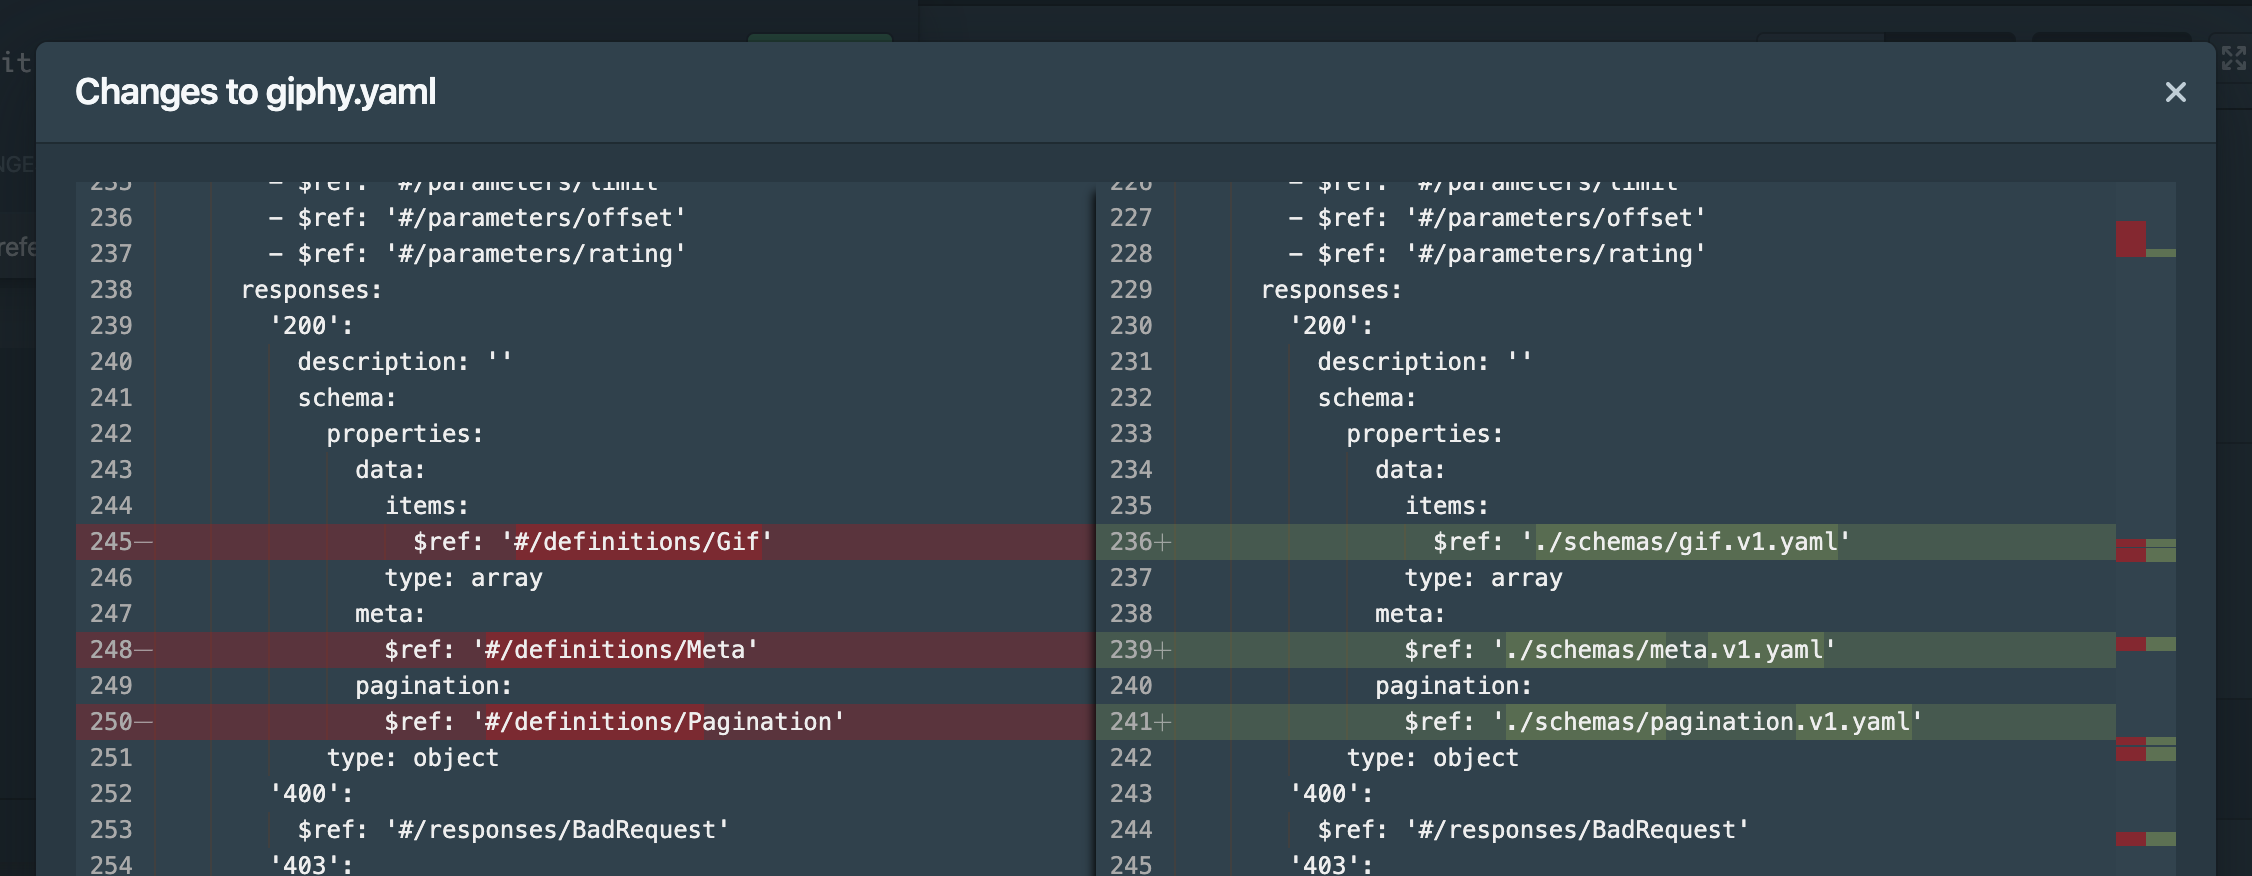 it
Changes to giphy.yaml
NGE
refe
235 - $ref: '#/parameters/limit'
236 - $ref: '#/parameters/offset'
237 - $ref: '#/parameters/rating'
238 responses:
239 '200':
240 description: ''
241 schema:
242 properties:
243 data:
244 items:
245— $ref: '#/definitions/Gif'
246 type: array
247 meta:
248— $ref: '#/definitions/Meta'
249 pagination:
250— $ref: '#/definitions/Pagination'
251 type: object
252 '400':
253 $ref: '#/responses/BadRequest'
254 '403':
226 - $ref: '#/parameters/limit'
227 - $ref: '#/parameters/offset'
228 - $ref: '#/parameters/rating'
229 responses:
230 '200':
231 description: ''
232 schema:
233 properties:
234 data:
235 items:
236+ $ref: './schemas/gif.v1.yaml'
237 type: array
238 meta:
239+ $ref: './schemas/meta.v1.yaml'
240 pagination:
241+ $ref: './schemas/pagination.v1.yaml'
242 type: object
243 '400':
244 $ref: '#/responses/BadRequest'
245 '403':